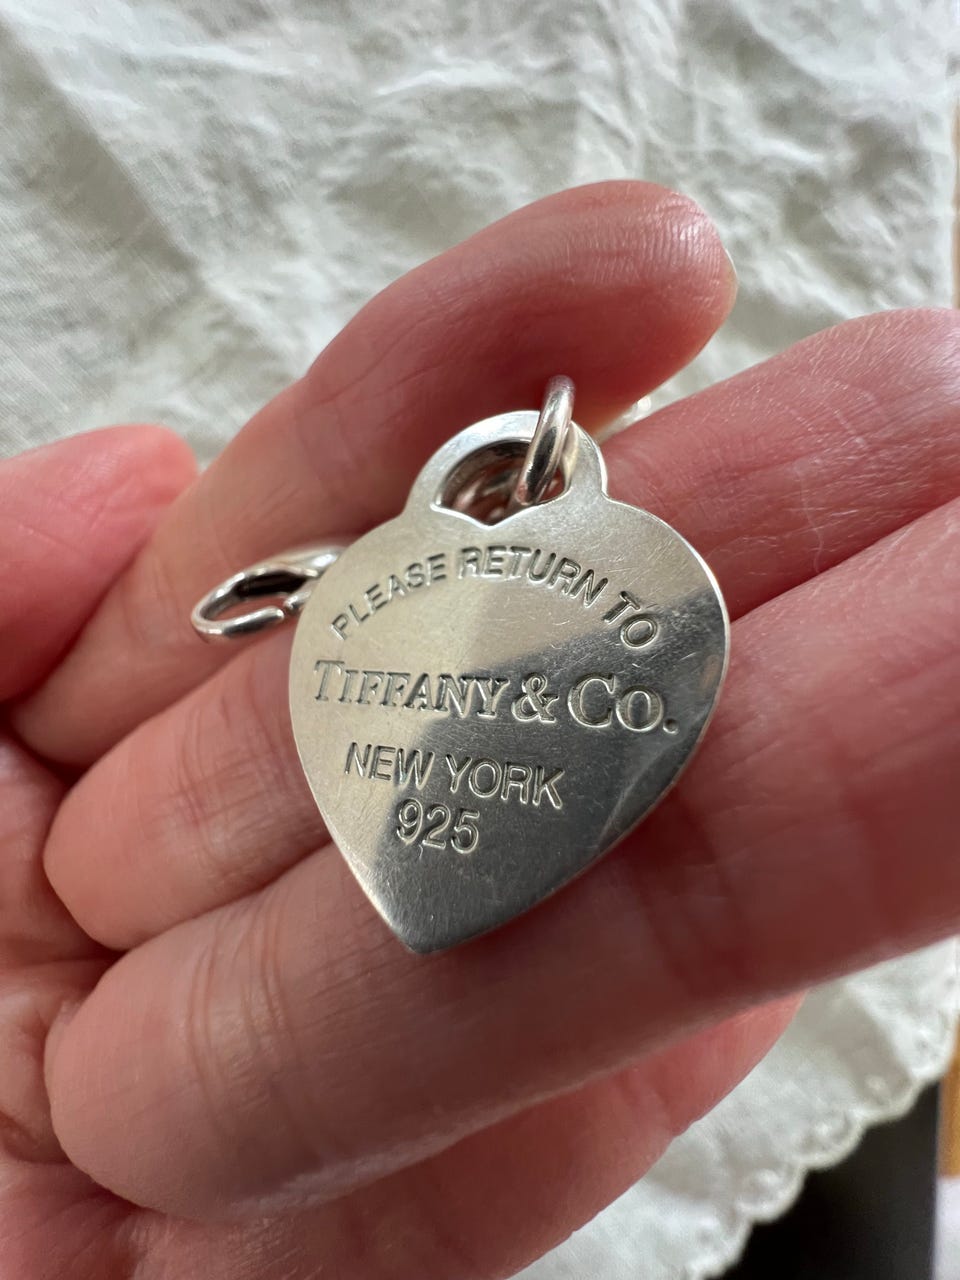 PLEASE RETURN TO
TIFFANY & CO.
NEW YORK
925